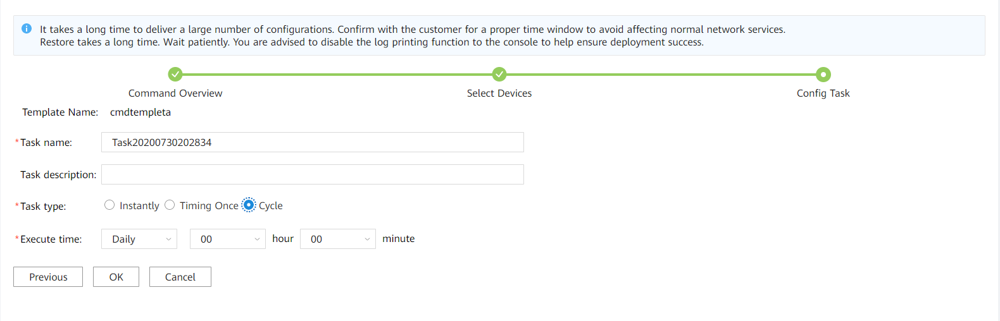 It takes a long time to deliver a large number of configurations. Confirm with the customer for a proper time window to avoid affecting normal network services.
Restore takes a long time. Wait patiently. You are advised to disable the log printing function to the console to help ensure deployment success.
Command Overview Select Devices Config Task
Template Name: cmdtempleta
*Task name: Task20200730202834
Task description:
*Task type: Instantly Timing Once Cycle
*Execute time: Daily 00 hour 00 minute
Previous OK Cancel